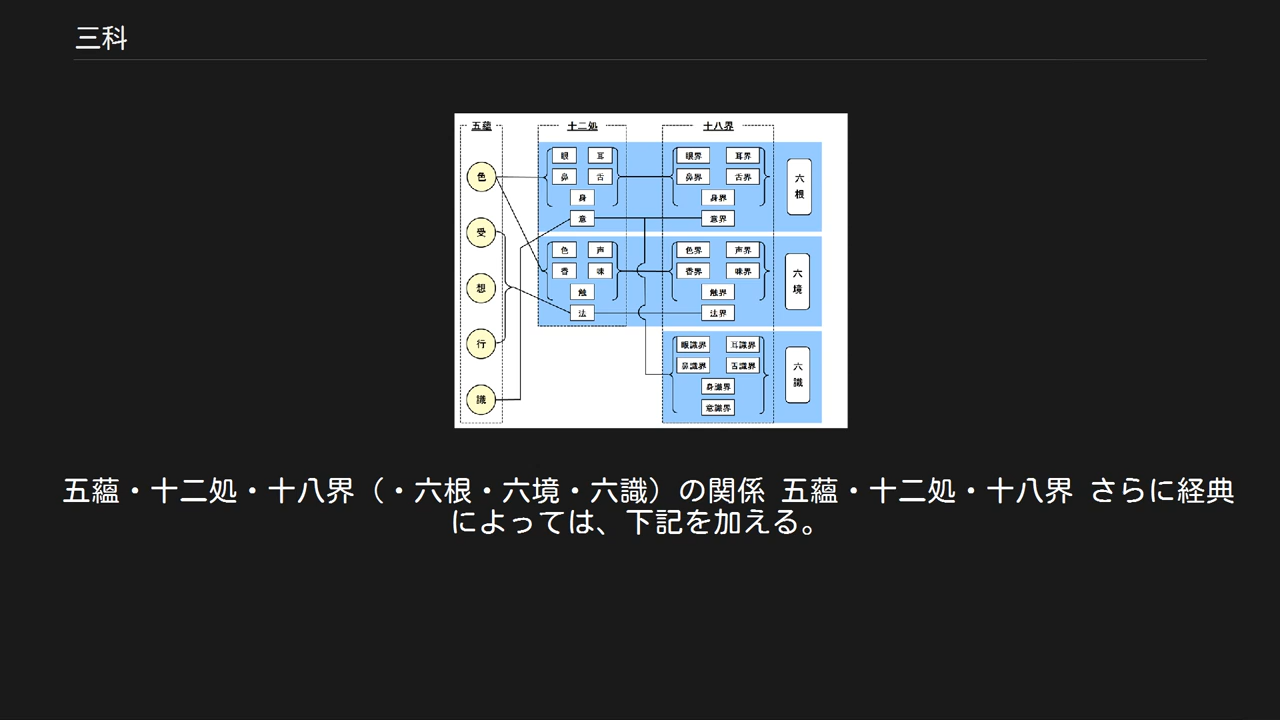 三科
五蘊 十二処 十八界
眼 耳 眼界 耳界
色 鼻 舌 鼻界 舌界 六根
身 身界
意 意界
受
色 声 色界 声界
香 味 香界 味界 六境
想 触 触界
法 法界
行 眼識界 耳識界
鼻識界 舌識界 六識
身識界
識 意識界
五蘊・十二処・十八界（・六根・六境・六識）の関係 五蘊・十二処・十八界 さらに経典
によっては、下記を加える。